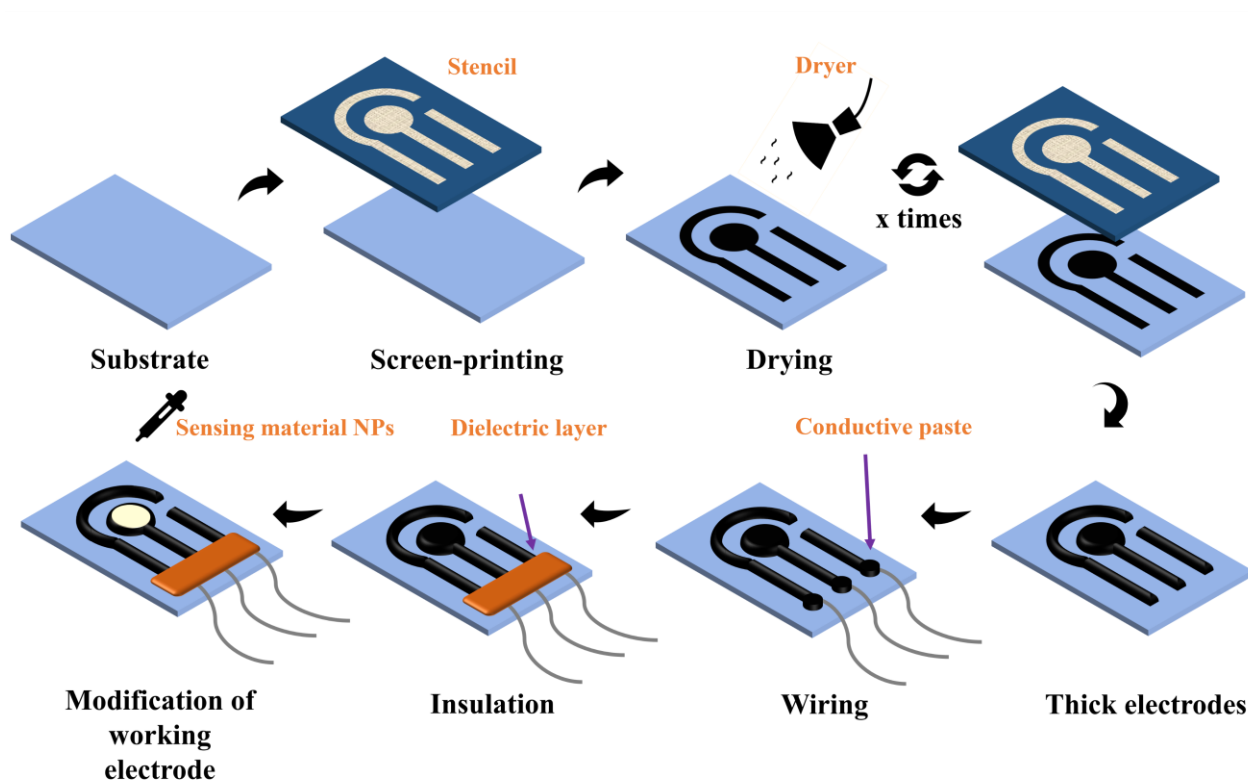 Stencil
Dryer
x times
Substrate
Screen-printing
Drying
Sensing material NPs
Dielectric layer
Conductive paste
Modification of
working
electrode
Insulation
Wiring
Thick electrodes